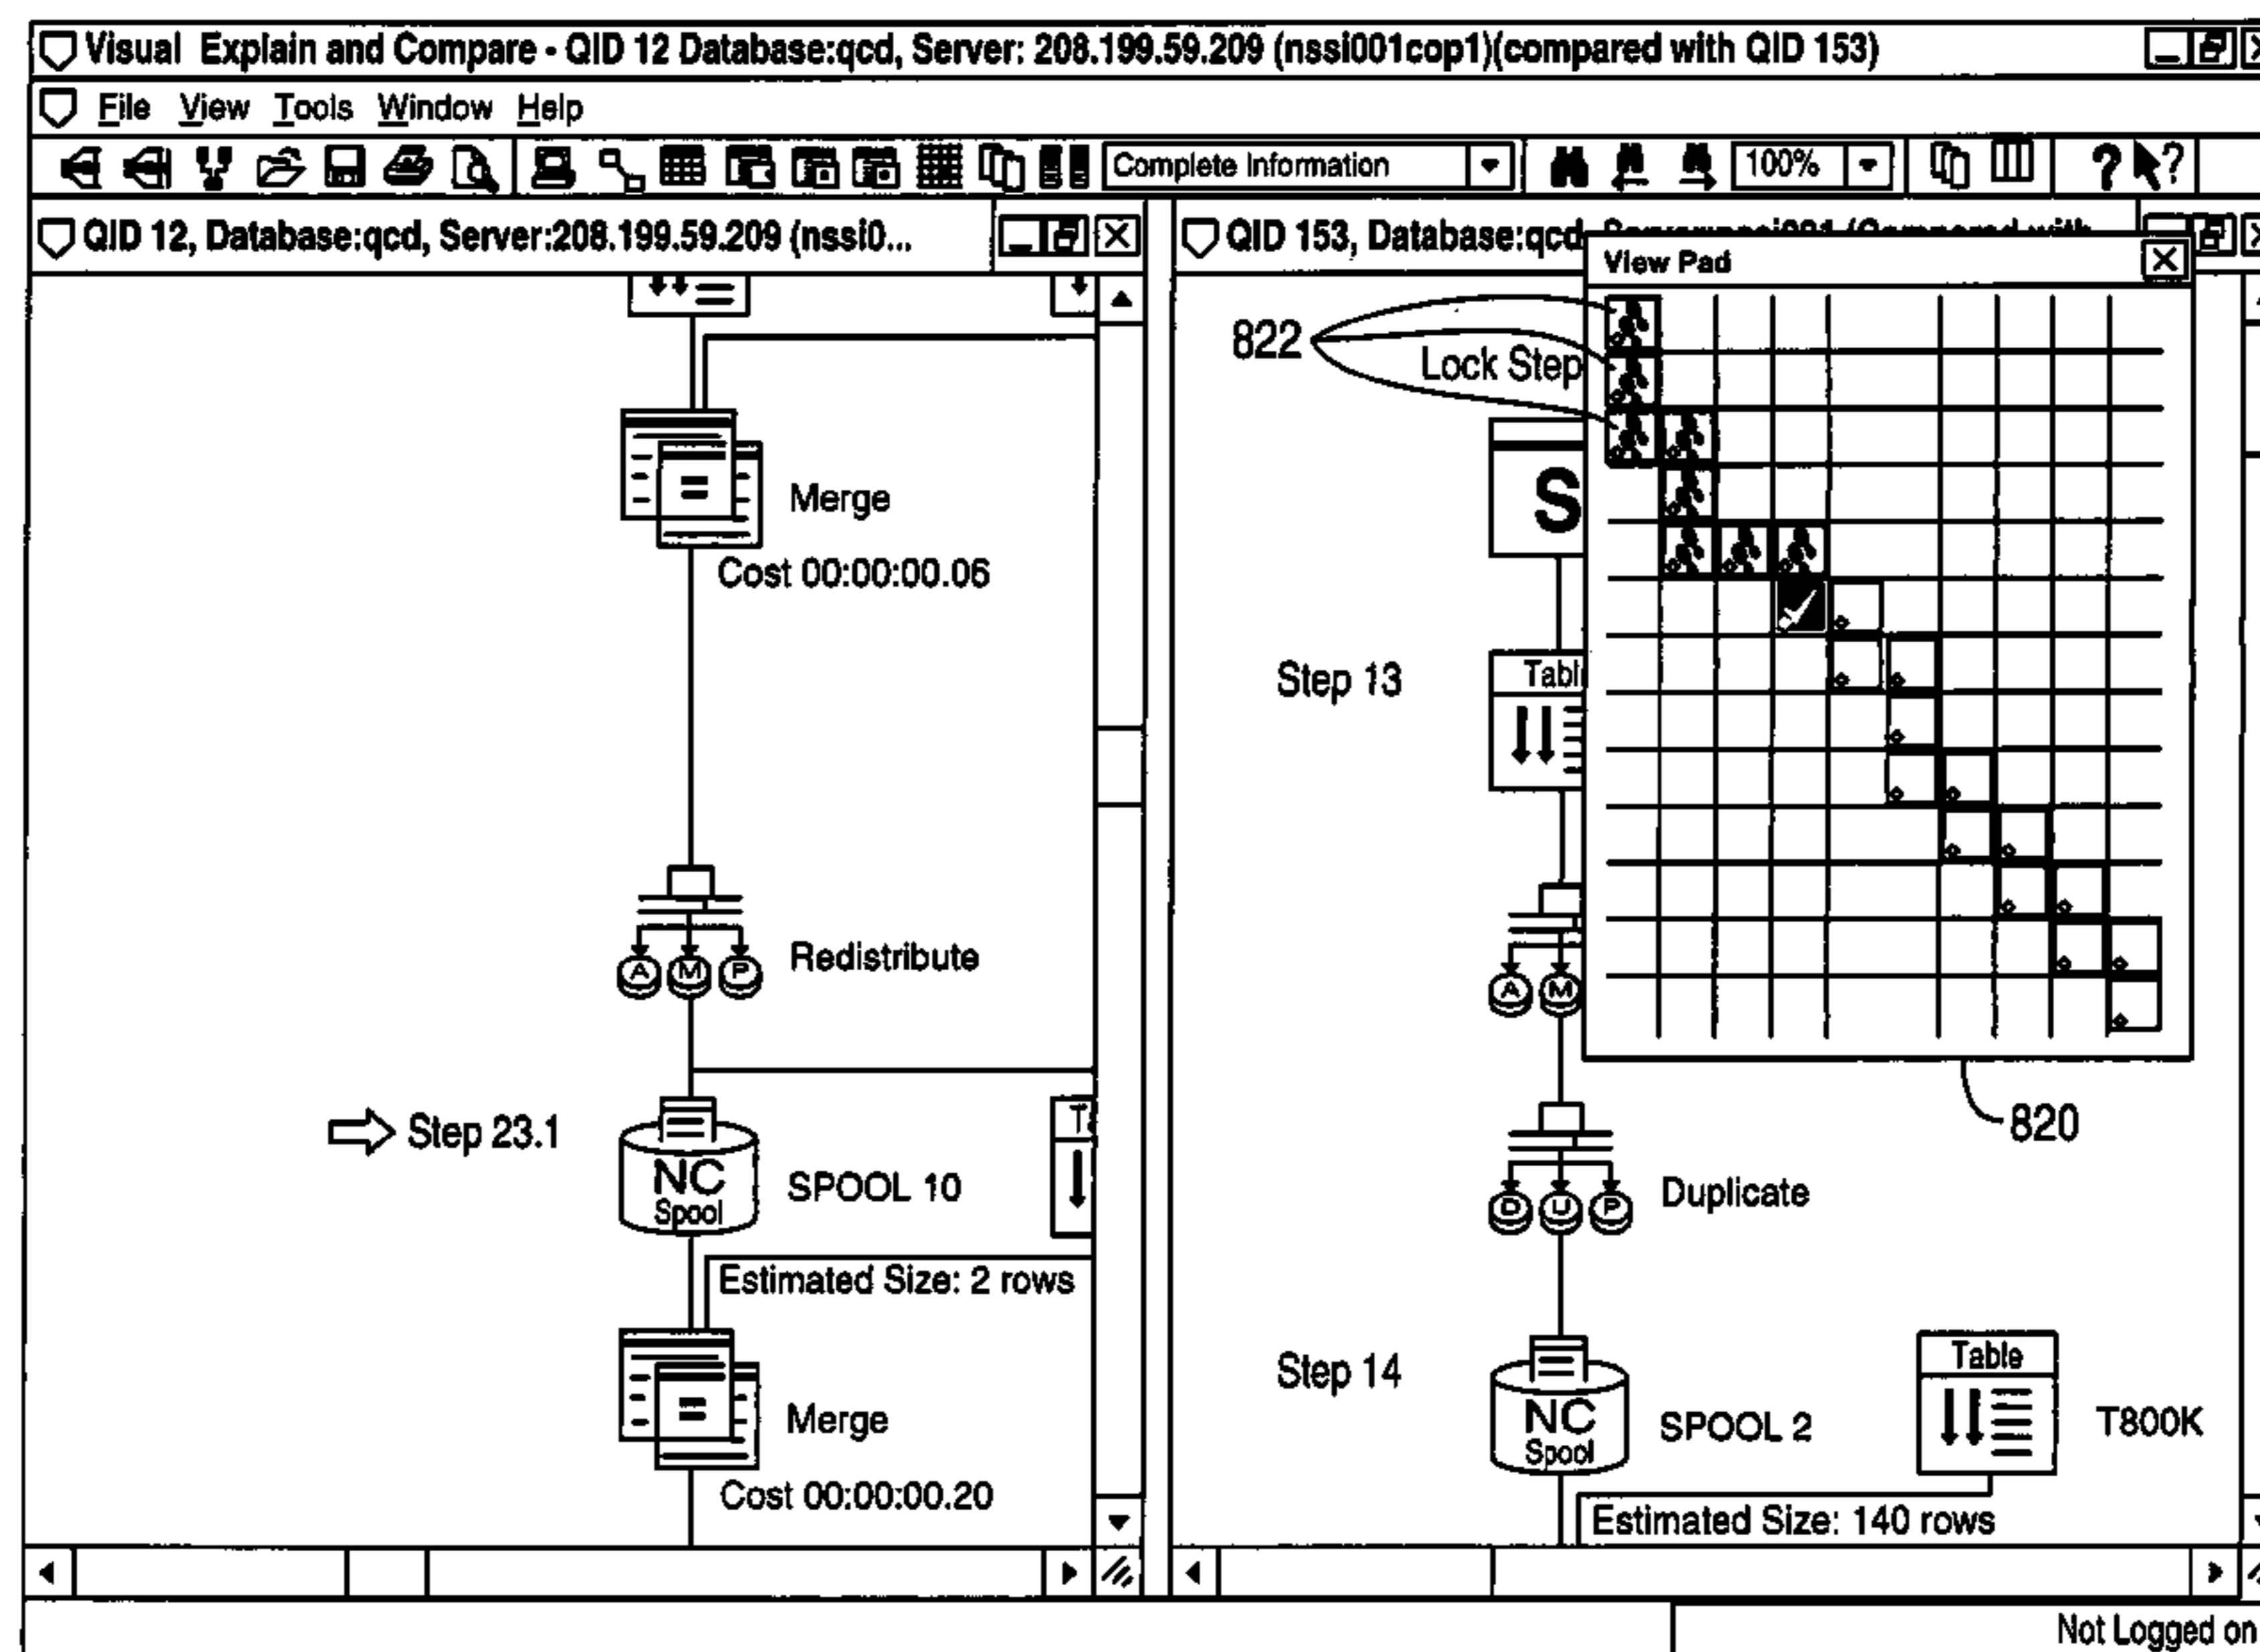 Visual Explain and Compare - QID 12 Database:qcd, Server: 208.199.59.209 (nssi001cop1)(compared with QID 153)
File View Tools Window Help
Complete Information
100%
? ?
QID 12, Database:qcd, Server:208.199.59.209 (nssi0...
=
Merge
Cost 00:00:00.06
A M P
Redistribute
Step 23.1
NC
Spool
SPOOL 10
T
Estimated Size: 2 rows
=
Merge
Cost 00:00:00.20
QID 153, Database:qcd,
View Pad
822
Lock Step
S
Step 13
Tabl
A M
820
D U P
Duplicate
Step 14
NC
Spool
SPOOL 2
Table
T800K
Estimated Size: 140 rows
Not Logged on